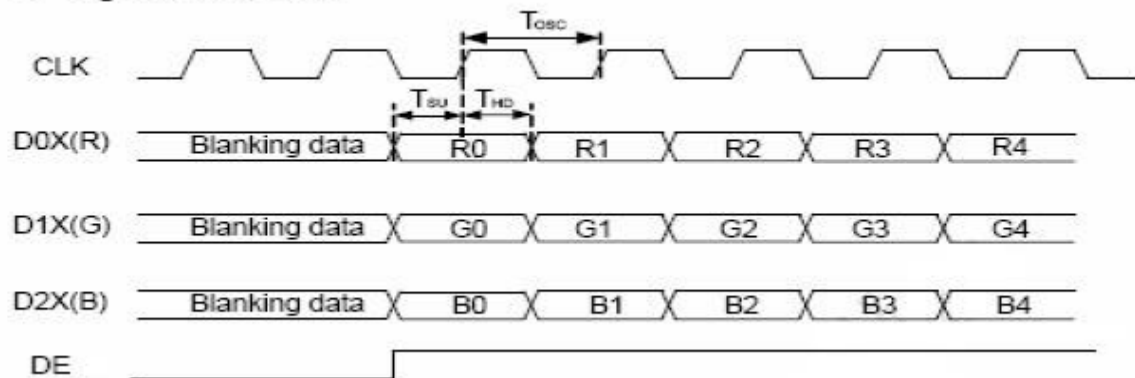 Tosc
CLK
TSU THD
D0X(R) Blanking data R0 R1 R2 R3 R4
D1X(G) Blanking data G0 G1 G2 G3 G4
D2X(B) Blanking data B0 B1 B2 B3 B4
DE